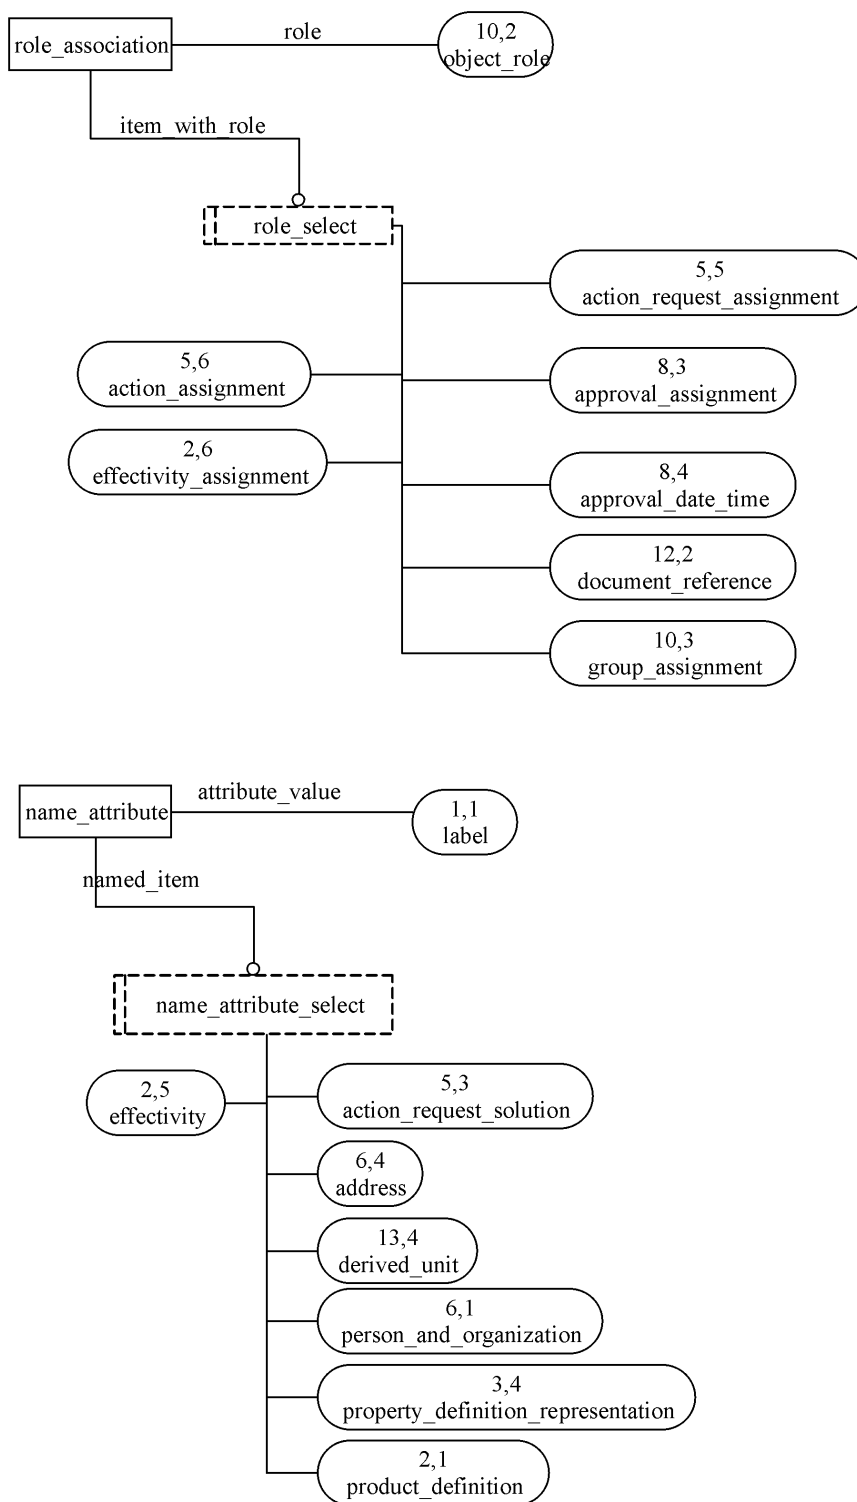 role
10,2
role_association
object_role
item_with_role
role_select
5,5
action_request_assignment
5,6
action_assignment
8,3
approval_assignment
2,6
effectivity_assignment
8,4
approval_date_time
12,2
document_reference
10,3
group_assignment
attribute_value
name_attribute
1,1
label
named_item
name_attribute_select
2,5
effectivity
5,3
action_request_solution
6,4
address
13,4
derived_unit
6,1
person_and_organization
3,4
property_definition_representation
2,1
product_definition